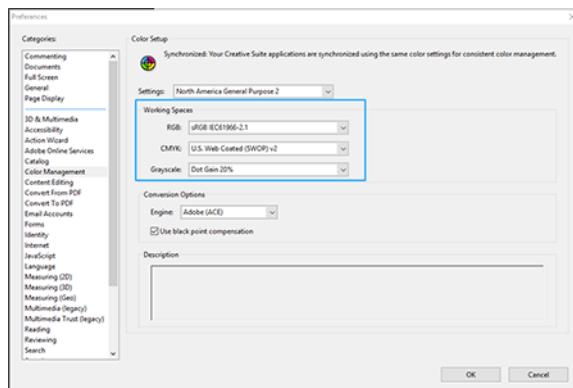 Preferences
Categories:
Commenting
Documents
Full Screen
General
Page Display
3D & Multimedia
Accessibility
Action Wizard
Adobe Online Services
Catalog
Color Management
Content Editing
Convert From PDF
Convert To PDF
Email Accounts
Forms
Identity
Internet
JavaScript
Language
Measuring (2D)
Measuring (3D)
Measuring (Geo)
Multimedia (legacy)
Multimedia Trust (legacy)
Reading
Reviewing
Search
Color Setup
Synchronized: Your Creative Suite applications are synchronized using the same color settings for consistent color management.
Settings: North America General Purpose 2
Working Spaces
RGB: sRGB IEC61966-2.1
CMYK: U.S. Web Coated (SWOP) v2
Grayscale: Dot Gain 20%
Conversion Options
Engine: Adobe (ACE)
Use black point compensation
Description
OK Cancel